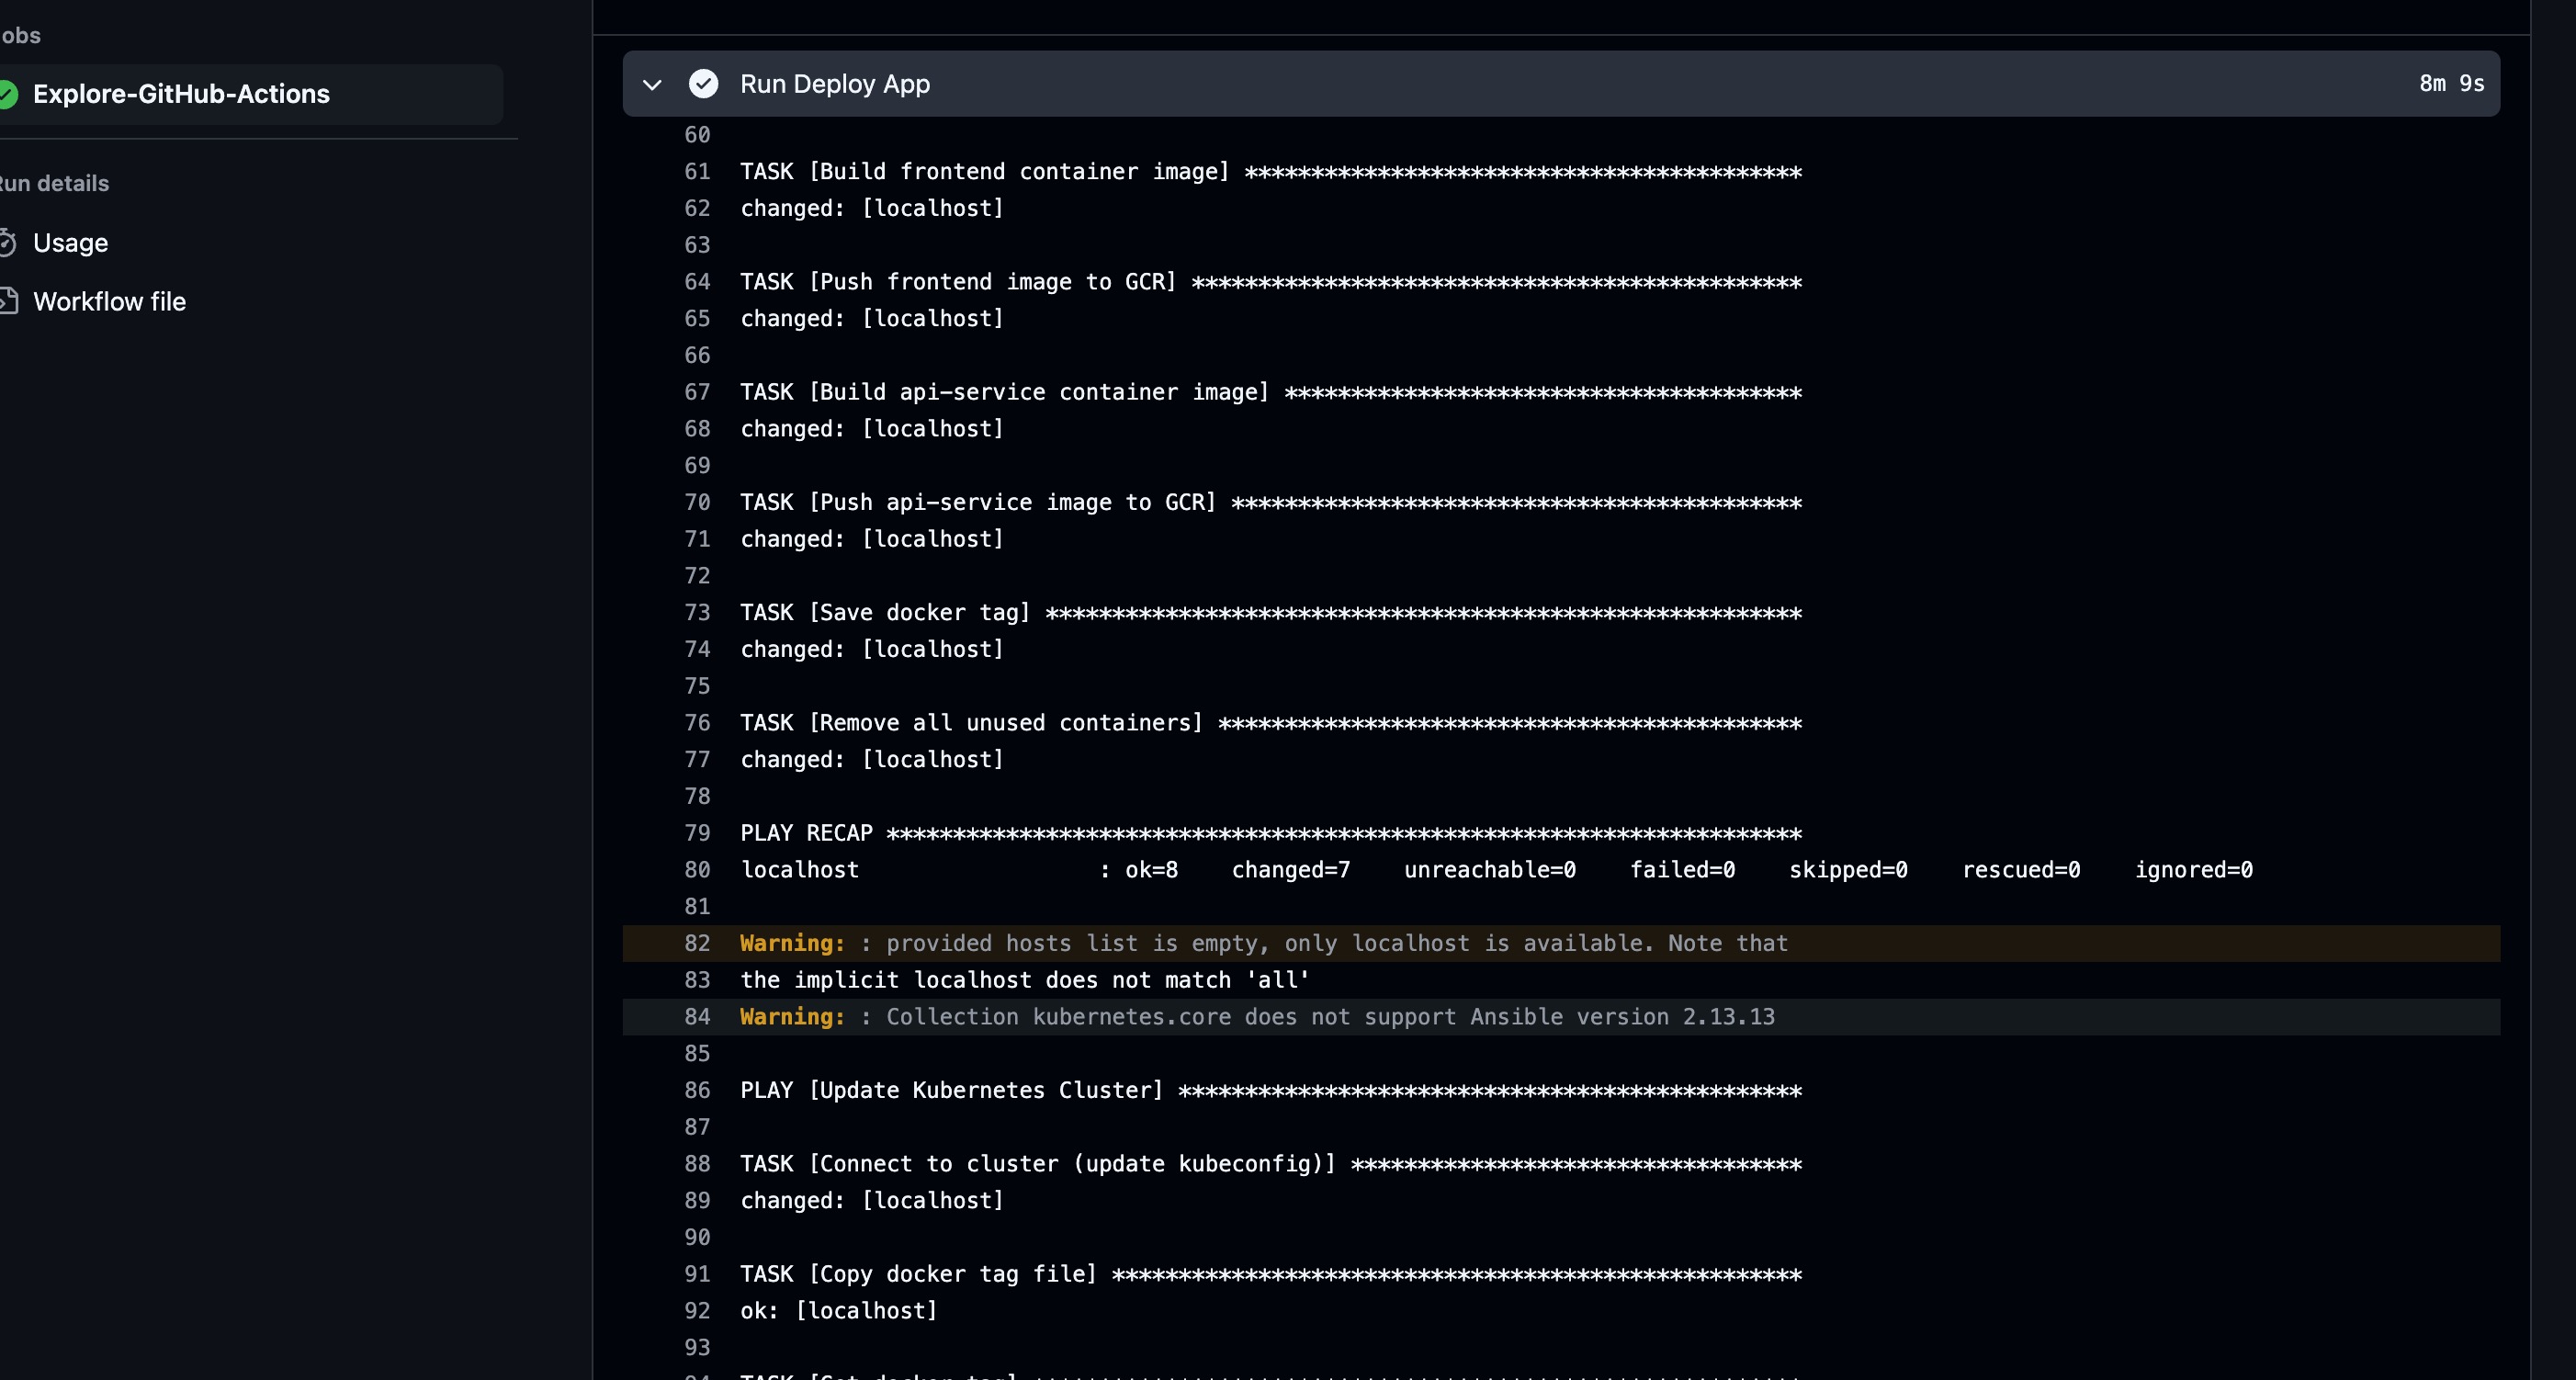 obs
Explore-GitHub-Actions
Run details
Usage
Workflow file
Run Deploy App 8m 9s
60
61 TASK [Build frontend container image] ******************************************
62 changed: [localhost]
63
64 TASK [Push frontend image to GCR] **********************************************
65 changed: [localhost]
66
67 TASK [Build api-service container image] ***************************************
68 changed: [localhost]
69
70 TASK [Push api-service image to GCR] *******************************************
71 changed: [localhost]
72
73 TASK [Save docker tag] *********************************************************
74 changed: [localhost]
75
76 TASK [Remove all unused containers] ********************************************
77 changed: [localhost]
78
79 PLAY RECAP *********************************************************************
80 localhost : ok=8 changed=7 unreachable=0 failed=0 skipped=0 rescued=0 ignored=0
81
82 Warning: : provided hosts list is empty, only localhost is available. Note that
83 the implicit localhost does not match 'all'
84 Warning: : Collection kubernetes.core does not support Ansible version 2.13.13
85
86 PLAY [Update Kubernetes Cluster] ***********************************************
87
88 TASK [Connect to cluster (update kubeconfig)] **********************************
89 changed: [localhost]
90
91 TASK [Copy docker tag file] ****************************************************
92 ok: [localhost]
93